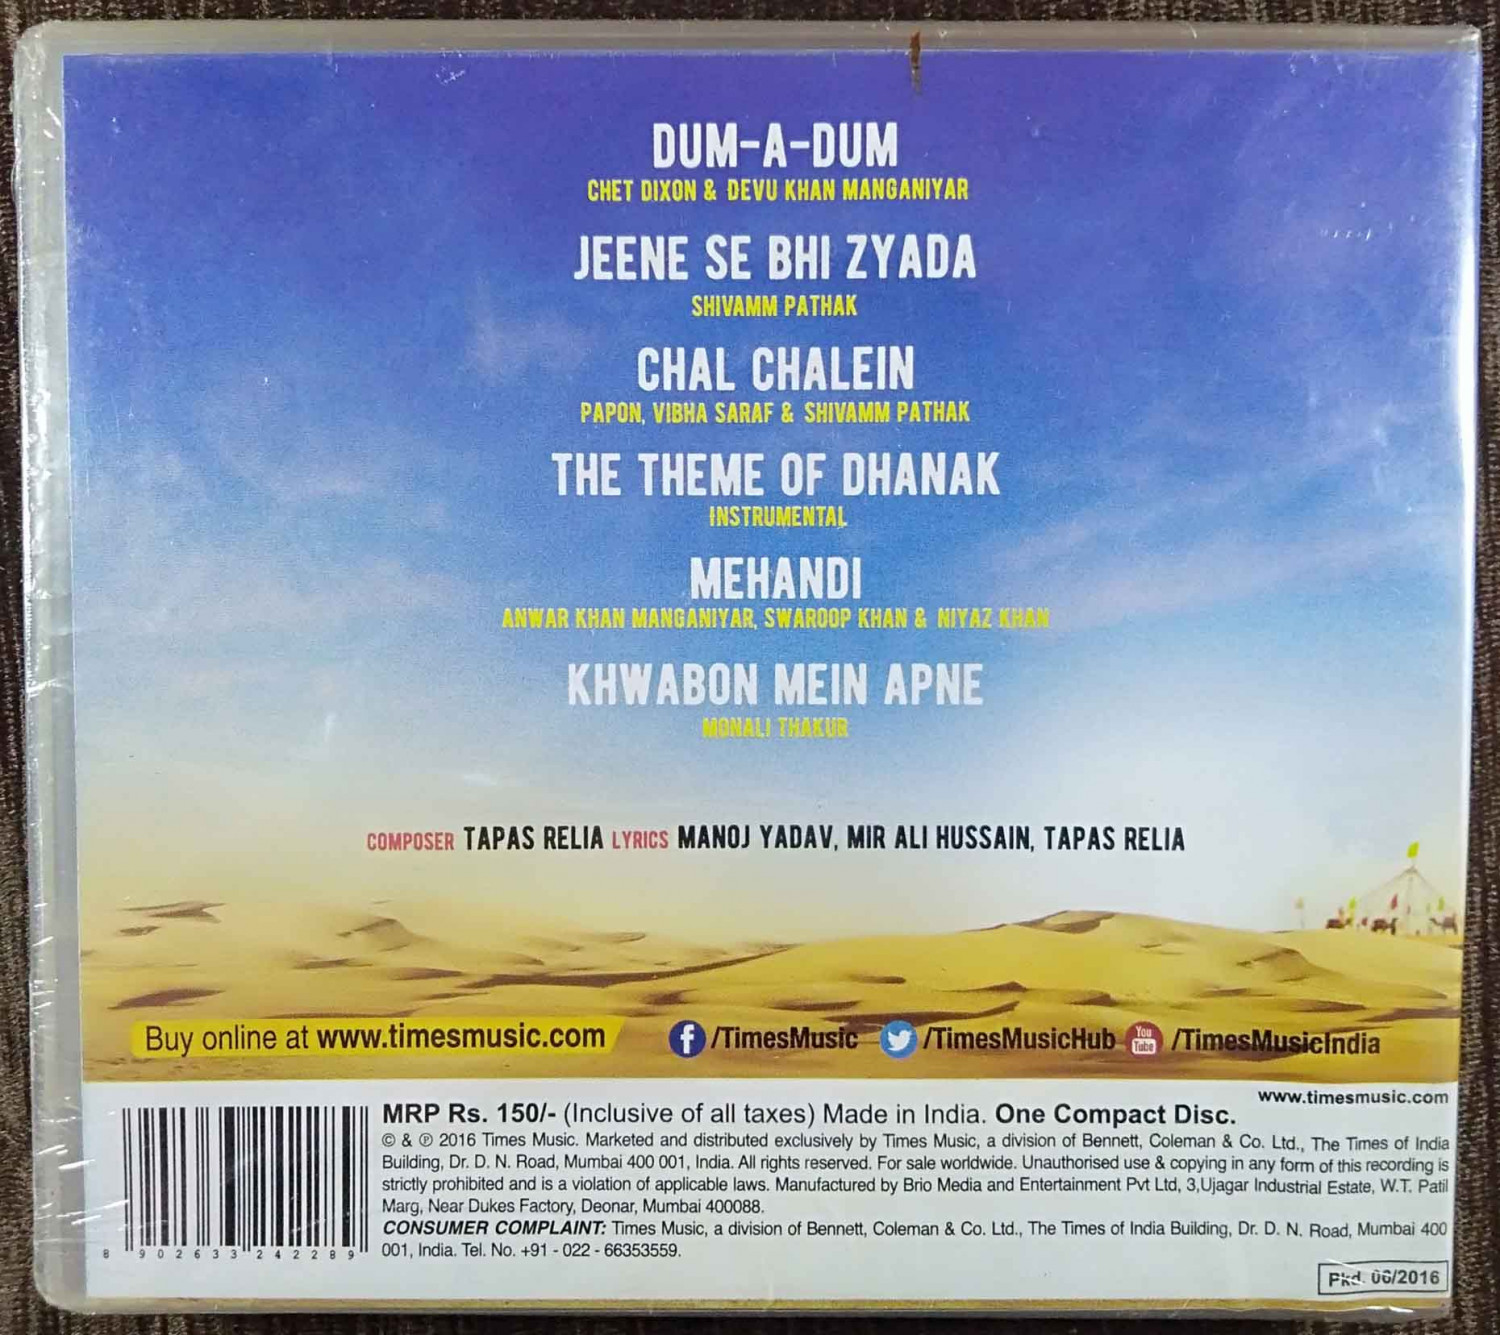 DUM-A-DUM
CHET DIXON & DEVU KHAN MANGANIYAR
JEENE SE BHI ZYADA
SHIVAMM PATHAK
CHAL CHALEIN
PAPON, VIBHA SARAF & SHIVAMM PATHAK
THE THEME OF DHANAK
INSTRUMENTAL
MEHANDI
ANWAR KHAN MANGANIYAR, SWAROOP KHAN & NIYAZ KHAN
KHWABON MEIN APNE
MONALI THAKUR
COMPOSER TAPAS RELIA LYRICS MANOJ YADAV, MIR ALI HUSSAIN, TAPAS RELIA
Buy online at www.timesmusic.com f /TimesMusic /TimesMusicHub You Tube /TimesMusicIndia
www.timesmusic.com
MRP Rs. 150/- (Inclusive of all taxes) Made in India. One Compact Disc.
© & ℗ 2016 Times Music. Marketed and distributed exclusively by Times Music, a division of Bennett, Coleman & Co. Ltd., The Times of India
Building, Dr. D. N. Road, Mumbai 400 001, India. All rights reserved. For sale worldwide. Unauthorised use & copying in any form of this recording is
strictly prohibited and is a violation of applicable laws. Manufactured by Brio Media and Entertainment Pvt Ltd, 3,Ujagar Industrial Estate, W.T. Patil
Marg, Near Dukes Factory, Deonar, Mumbai 400088.
CONSUMER COMPLAINT: Times Music, a division of Bennett, Coleman & Co. Ltd., The Times of India Building, Dr. D. N. Road, Mumbai 400
001, India. Tel. No. +91 - 022 - 66353559.
8 902633 242289
Pkd. 06/2016